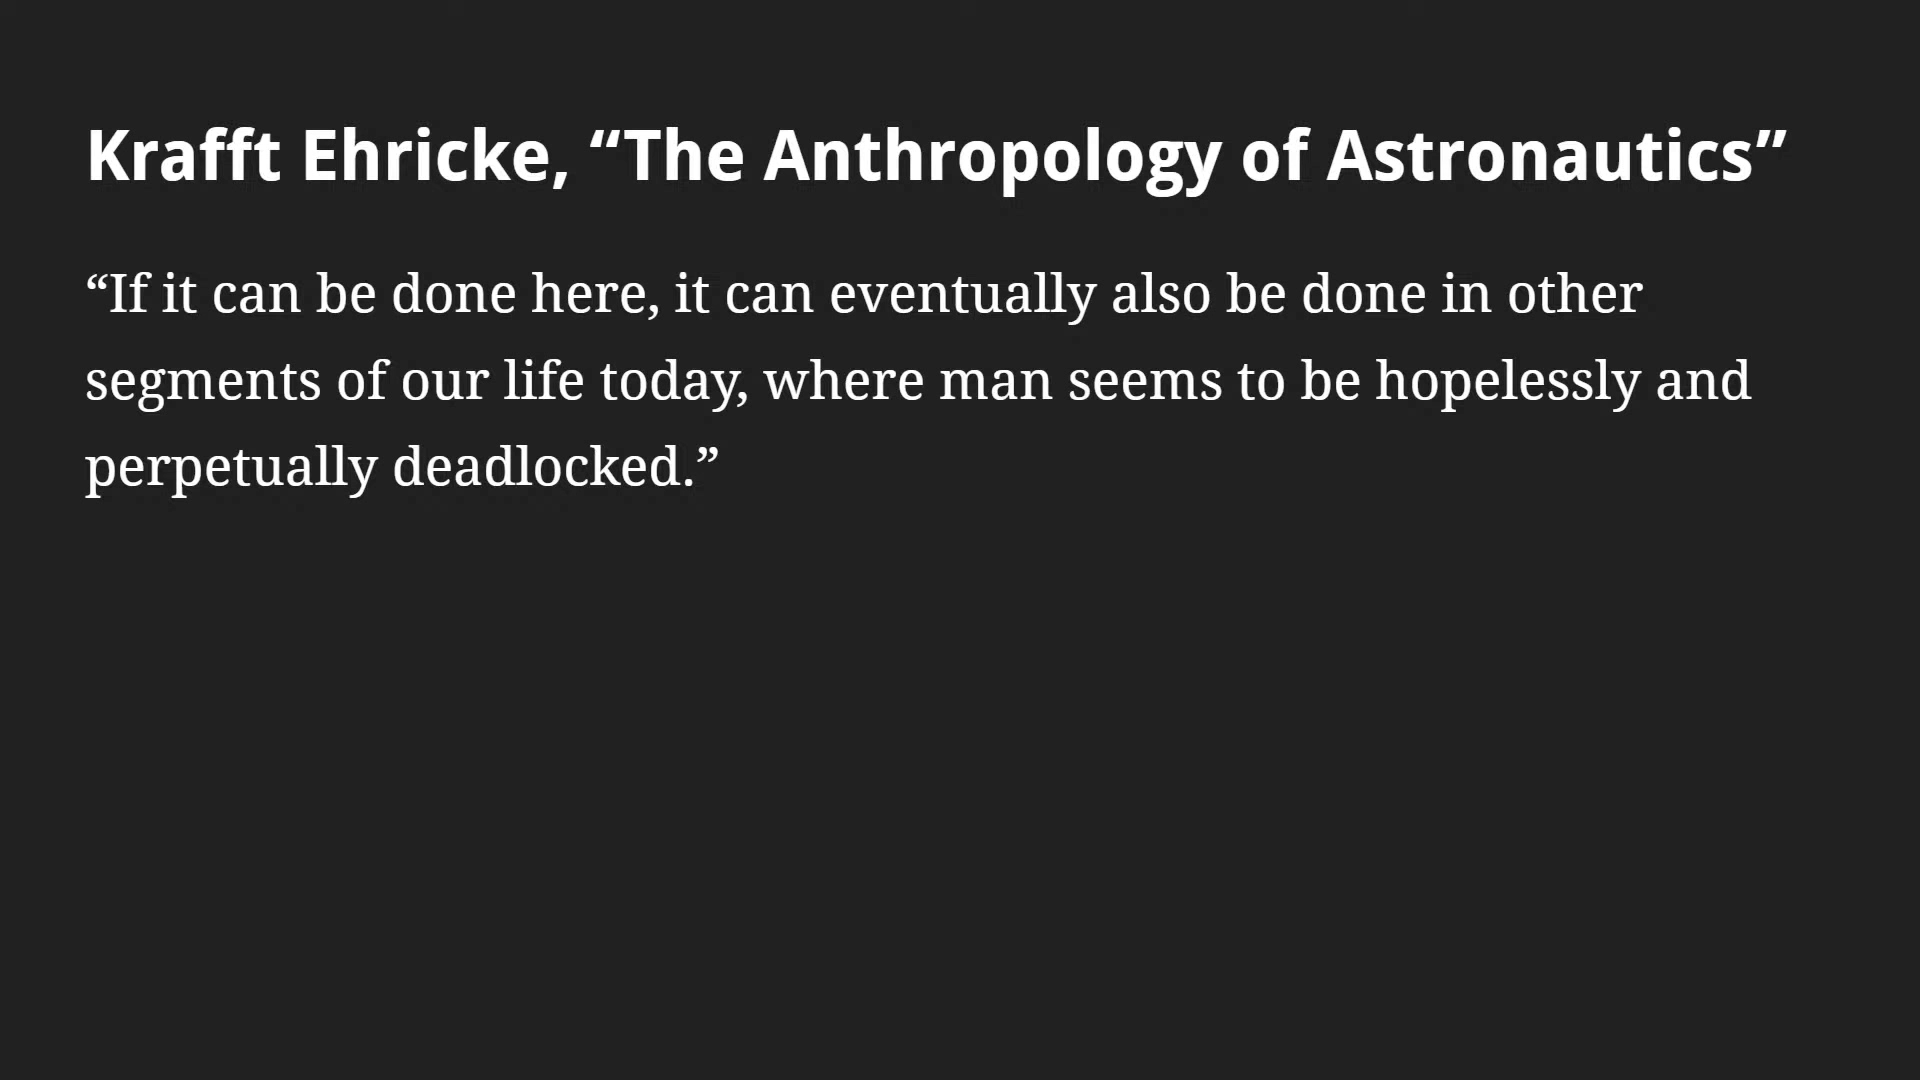 Krafft Ehricke, “The Anthropology of Astronautics”
“If it can be done here, it can eventually also be done in other
segments of our life today, where man seems to be hopelessly and
perpetually deadlocked.”